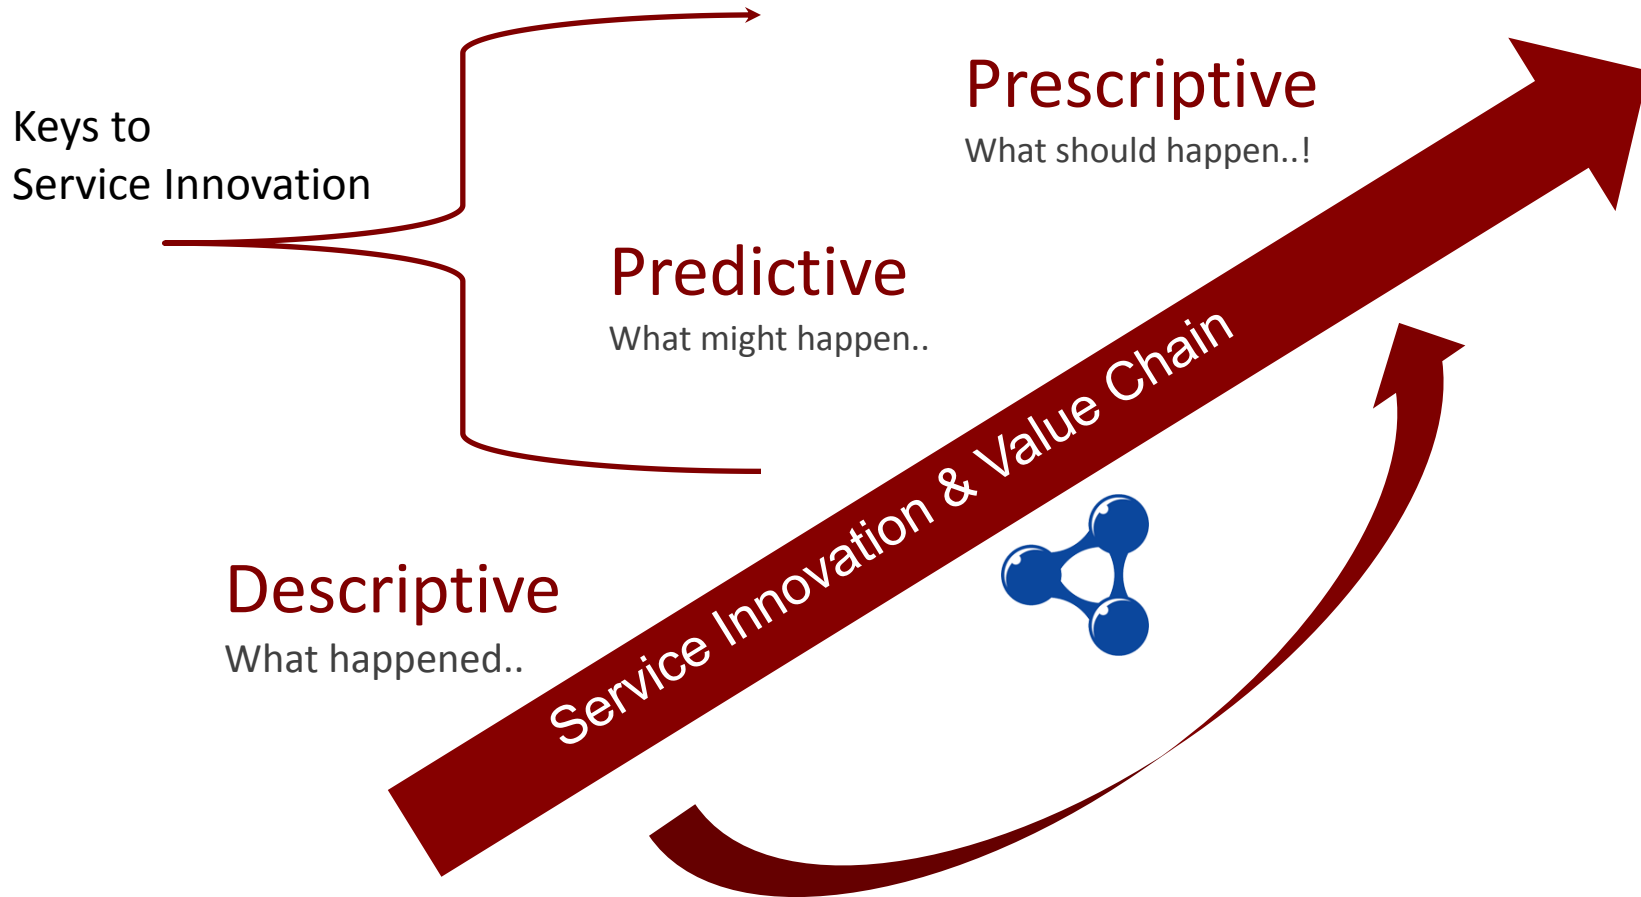 Keys to
Service Innovation
Prescriptive
What should happen..!
Predictive
What might happen..
Descriptive
What happened..
Service Innovation & Value Chain